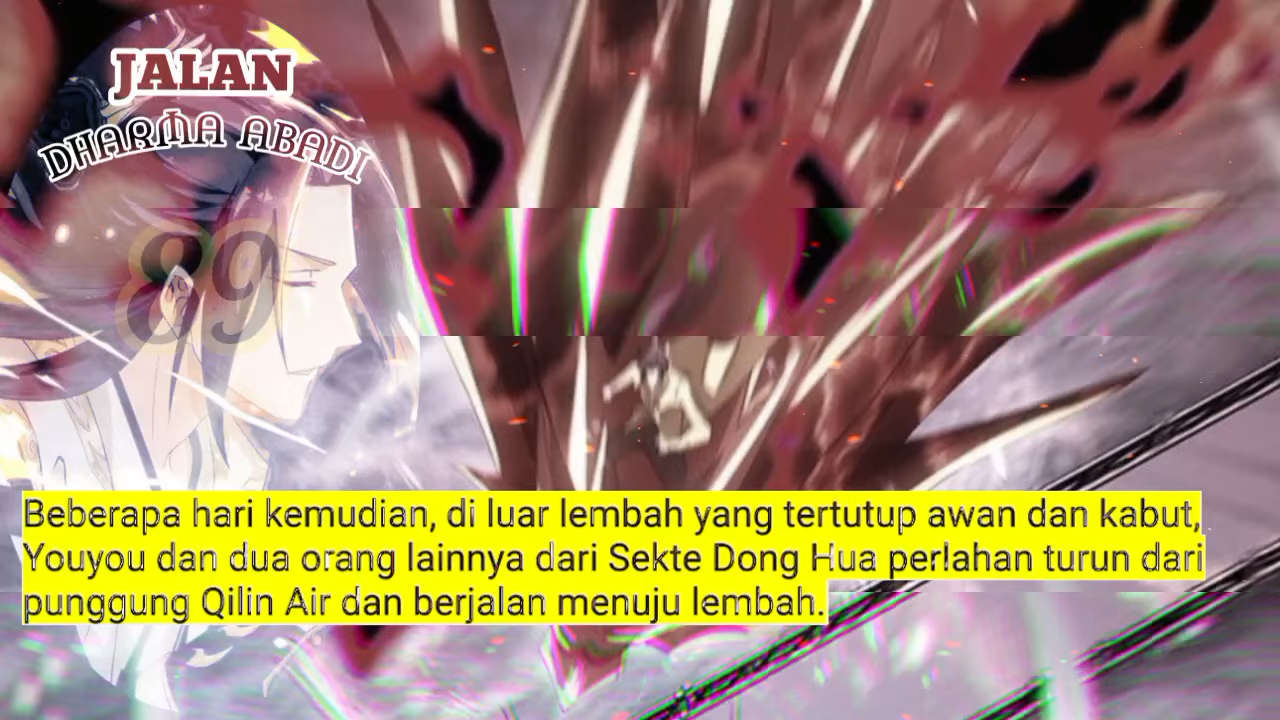 JALAN
DHARMA ABADI
89
Beberapa hari kemudian, di luar lembah yang tertutup awan dan kabut,
Youyou dan dua orang lainnya dari Sekte Dong Hua perlahan turun dari
punggung Qilin Air dan berjalan menuju lembah.